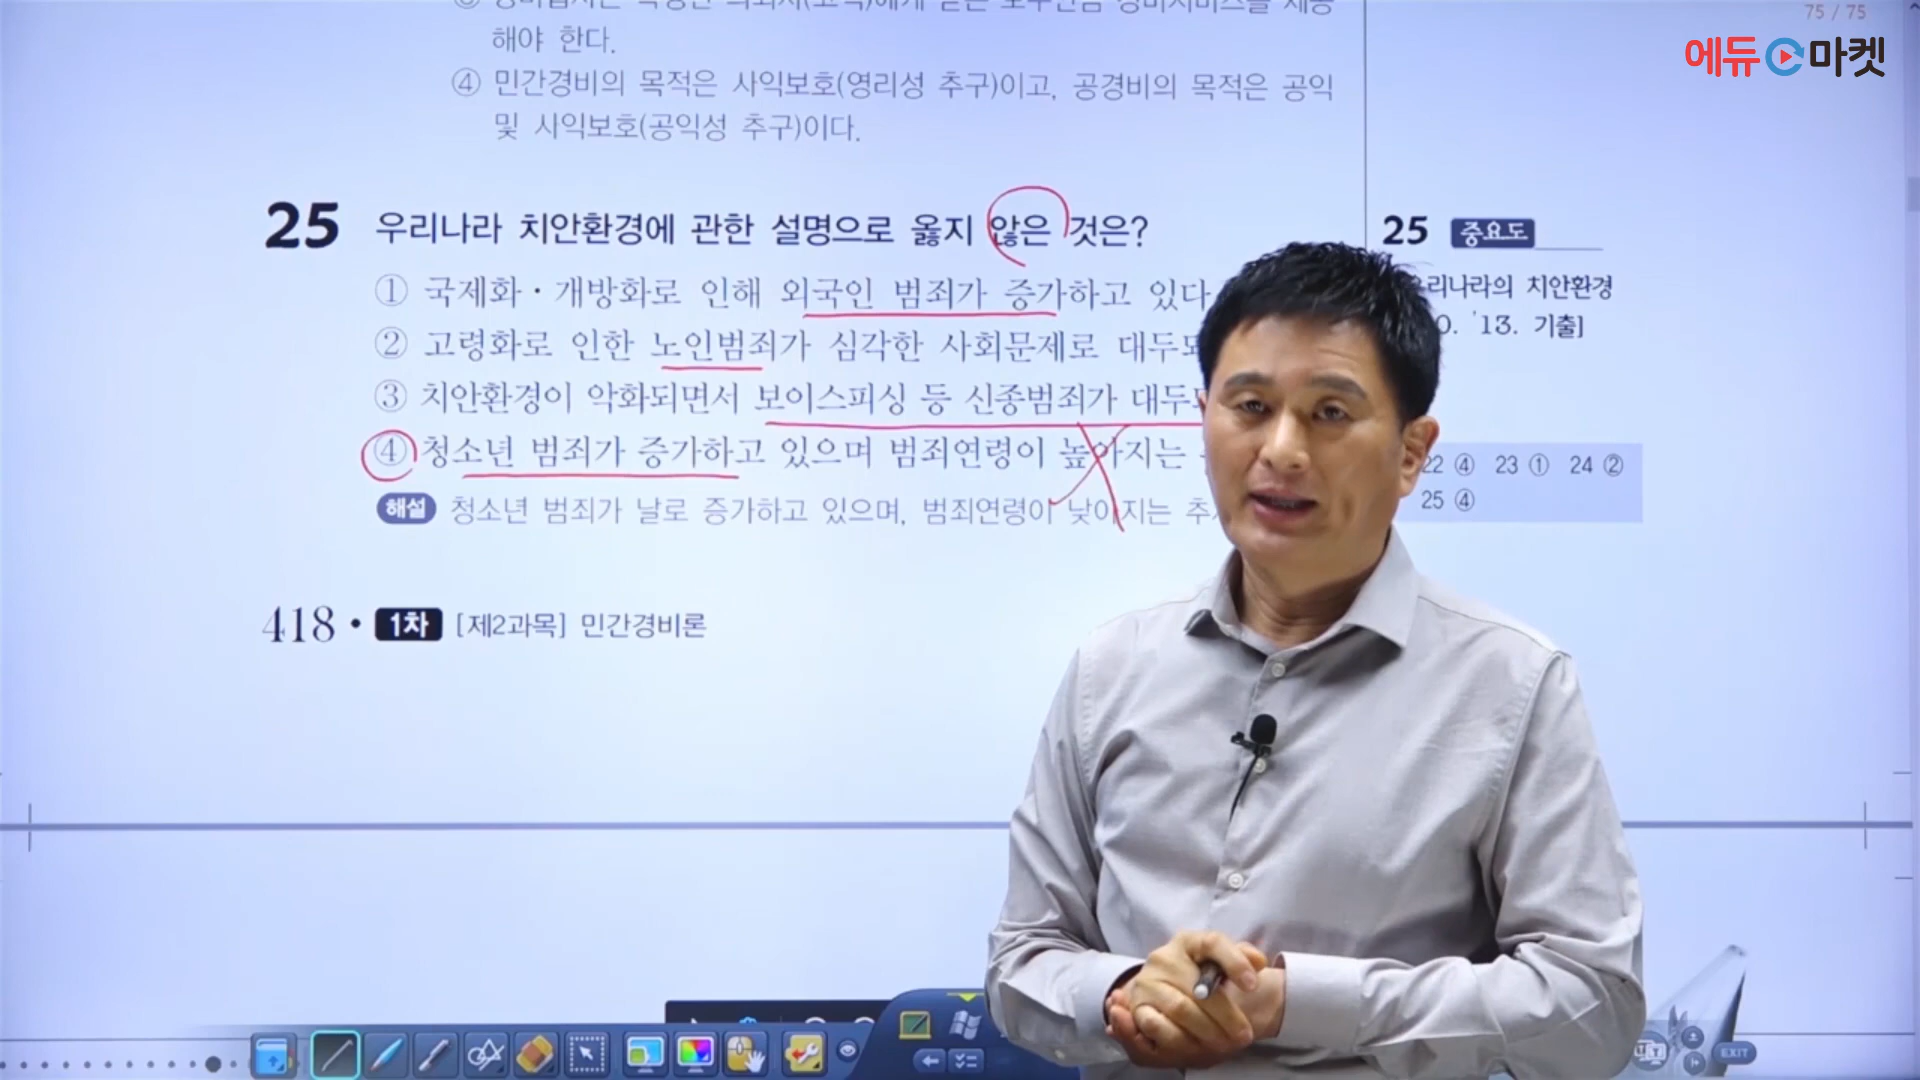 75 / 75
에듀 마켓
해야 한다.
④ 민간경비의 목적은 사익보호(영리성 추구)이고, 공경비의 목적은 공익
및 사익보호(공익성 추구)이다.
25 우리나라 치안환경에 관한 설명으로 옳지 않은 것은?
① 국제화·개방화로 인해 외국인 범죄가 증가하고 있다
② 고령화로 인한 노인범죄가 심각한 사회문제로
③ 치안환경이 악화되면서 보이스피싱 등 신종범죄가
④ 청소년 범죄가 증가하고 있으며 범죄연령이 높아지는
해설 청소년 범죄가 날로 증가하고 있으며, 범죄연령이 낮아지는
25 중요도
치안환경
'13. 기출]
22 ④ 23 ① 24 ②
25 ④
418 • 1차 [제2과목] 민간경비론
EXIT